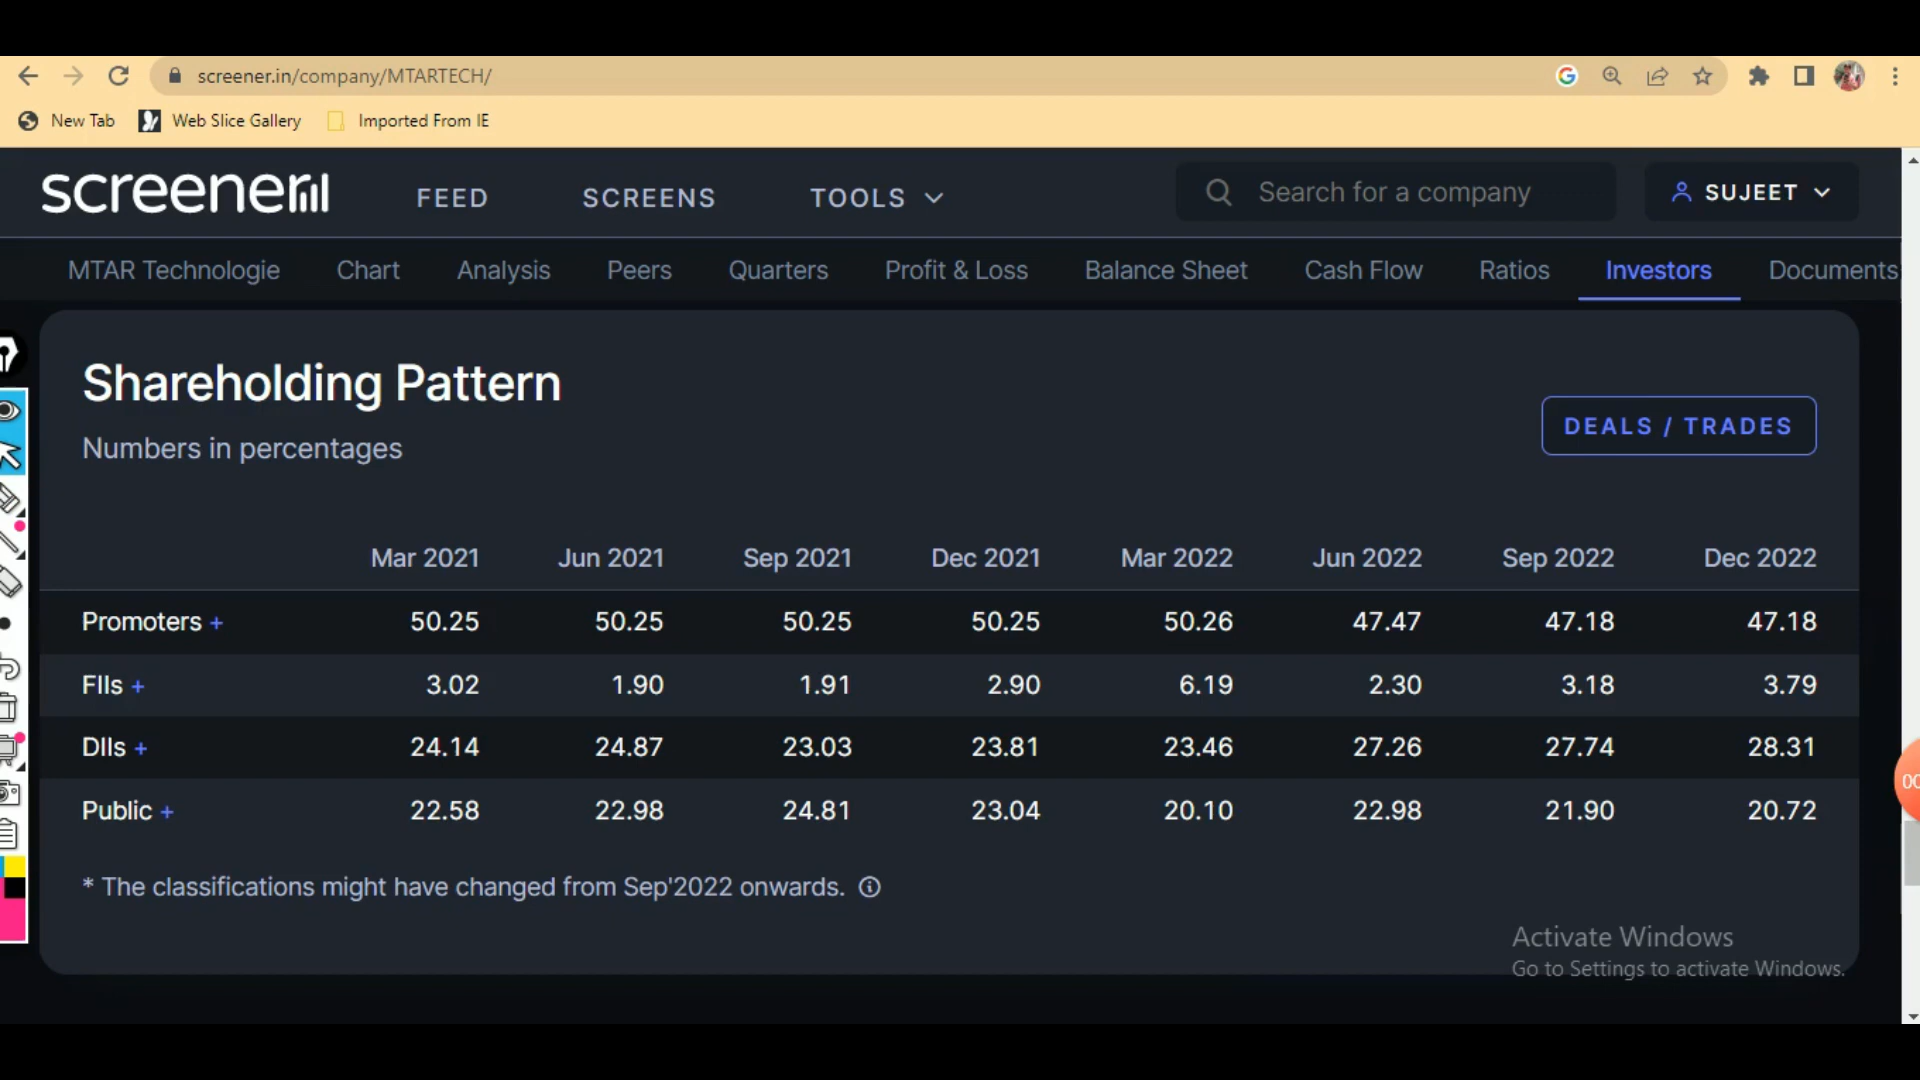 screener.in/company/MTARTECH/
New Tab Web Slice Gallery Imported From IE
screener FEED SCREENS TOOLS Search for a company SUJEET
MTAR Technologie Chart Analysis Peers Quarters Profit & Loss Balance Sheet Cash Flow Ratios Investors Documents
Shareholding Pattern
DEALS / TRADES
Numbers in percentages
Mar 2021 Jun 2021 Sep 2021 Dec 2021 Mar 2022 Jun 2022 Sep 2022 Dec 2022
Promoters + 50.25 50.25 50.25 50.25 50.26 47.47 47.18 47.18
FIIs + 3.02 1.90 1.91 2.90 6.19 2.30 3.18 3.79
DIIs + 24.14 24.87 23.03 23.81 23.46 27.26 27.74 28.31
00
Public + 22.58 22.98 24.81 23.04 20.10 22.98 21.90 20.72
* The classifications might have changed from Sep'2022 onwards.
Activate Windows
Go to Settings to activate Windows.